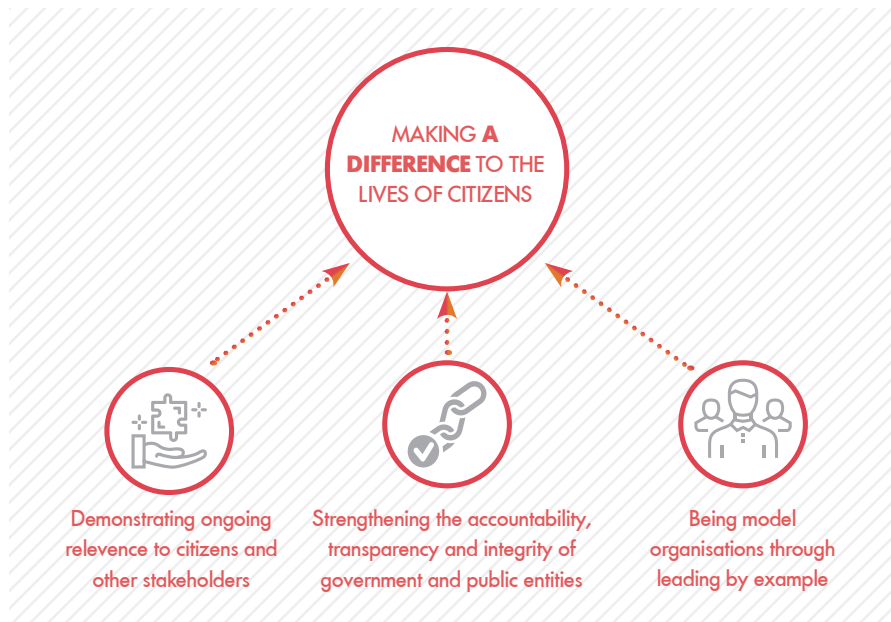 MAKING A
DIFFERENCE TO THE
LIVES OF CITIZENS
Demonstrating ongoing
relevence to citizens and
other stakeholders
Strengthening the accountability,
transparency and integrity of
government and public entities
Being model
organisations through
leading by example